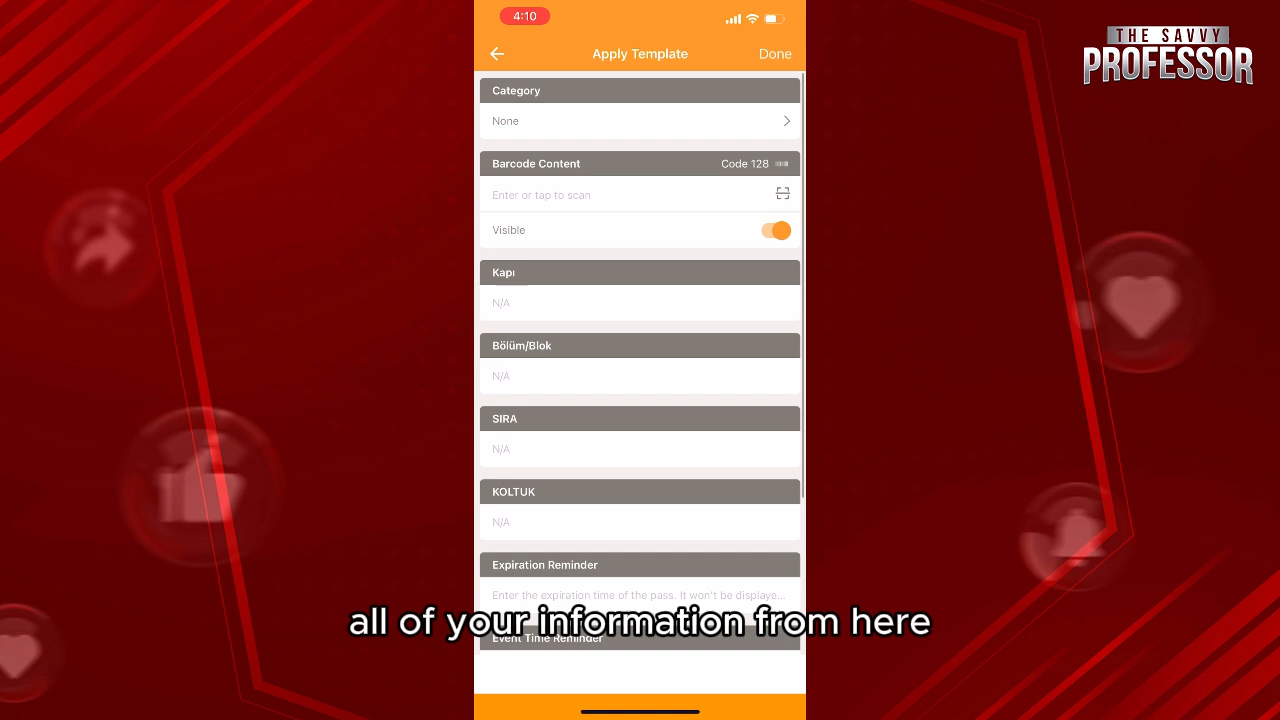 4:10
Apply Template
Done
THE SAVVY
PROFESSOR
Category
None
Barcode Content
Code 128
Enter or tap to scan
Visible
Kapı
N/A
Bölüm/Blok
N/A
SIRA
N/A
KOLTUK
N/A
Expiration Reminder
Enter the expiration time of the pass. It won't be displaye...
all of your information from here
Event Time Reminder